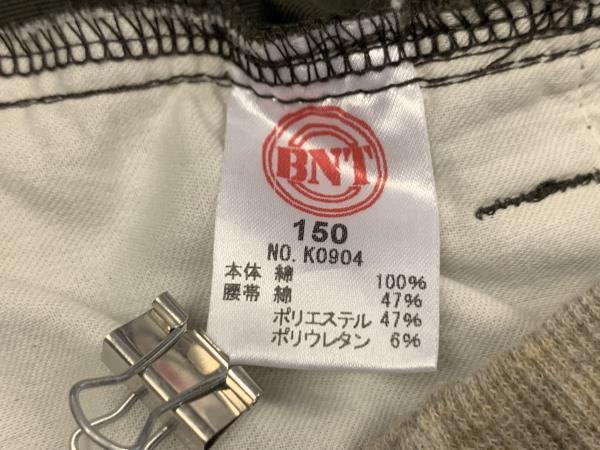 BNT
150
NO. K0904
本体 綿 100%
腰帯 綿 47%
ポリエステル 47%
ポリウレタン 6%